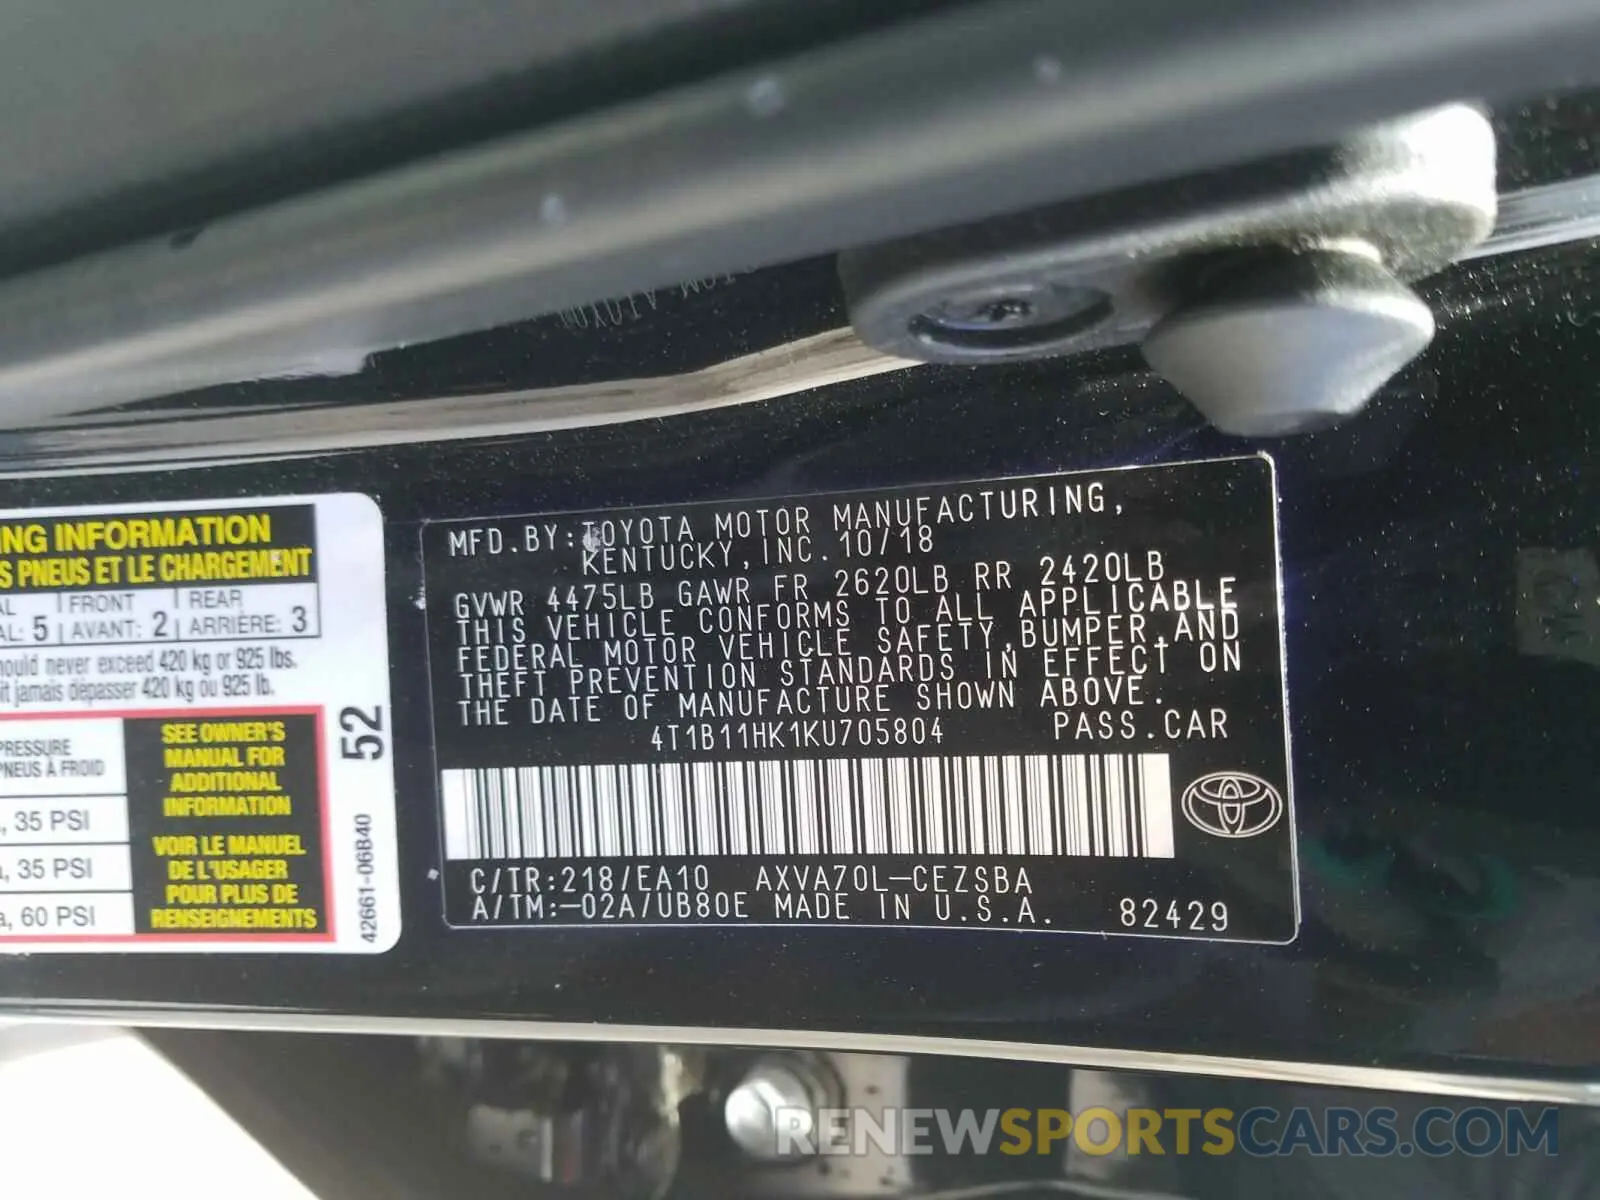 ING INFORMATION
S PNEUS ET LE CHARGEMENT
AL FRONT REAR
AL: 5 AVANT: 2 ARRIÈRE: 3
should never exceed 420 kg or 925 lbs.
it jamais dépasser 420 kg ou 925 lb.
PRESSURE
PNEUS À FROID
, 35 PSI
a, 35 PSI
a, 60 PSI
SEE OWNER'S
MANUAL FOR
ADDITIONAL
INFORMATION
VOIR LE MANUEL
DE L'USAGER
POUR PLUS DE
RENSEIGNEMENTS
52
42661-06B40
MFD.BY:TOYOTA MOTOR MANUFACTURING,
KENTUCKY,INC.10/18
GVWR 4475LB GAWR FR 2620LB RR 2420LB
THIS VEHICLE CONFORMS TO ALL APPLICABLE
FEDERAL MOTOR VEHICLE SAFETY,BUMPER,AND
THEFT PREVENTION STANDARDS IN EFFECT ON
THE DATE OF MANUFACTURE SHOWN ABOVE.
4T1B11HK1KU705804 PASS.CAR
C/TR:218/EA10 AXVA70L-CEZSBA
A/TM:-02A/UB80E MADE IN U.S.A. 82429
RENEWSPORTSCARS.COM